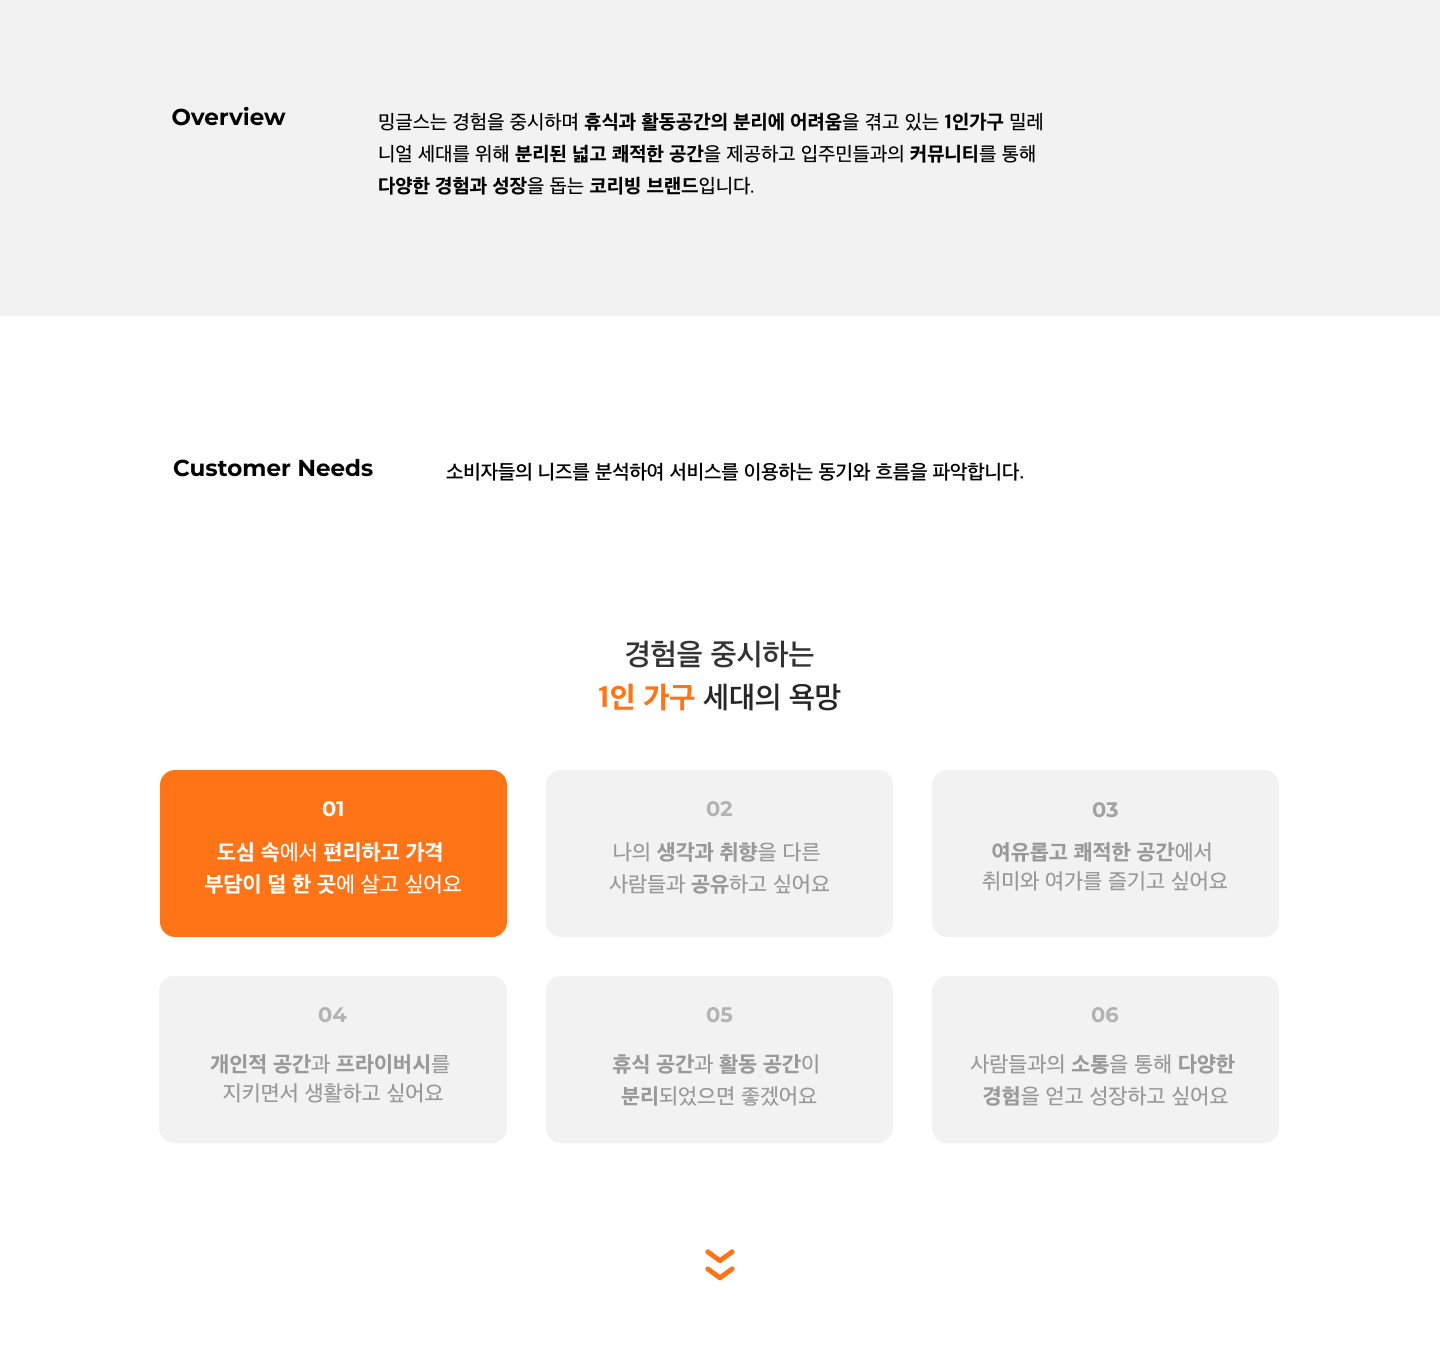 Overview
밍글스는 경험을 중시하며 휴식과 활동공간의 분리에 어려움을 겪고 있는 1인가구 밀레
니얼 세대를 위해 분리된 넓고 쾌적한 공간을 제공하고 입주민들과의 커뮤니티를 통해
다양한 경험과 성장을 돕는 코리빙 브랜드입니다.
Customer Needs
소비자들의 니즈를 분석하여 서비스를 이용하는 동기와 흐름을 파악합니다.
경험을 중시하는
1인 가구 세대의 욕망
01
도심 속에서 편리하고 가격
부담이 덜 한 곳에 살고 싶어요
02
나의 생각과 취향을 다른
사람들과 공유하고 싶어요
03
여유롭고 쾌적한 공간에서
취미와 여가를 즐기고 싶어요
04
개인적 공간과 프라이버시를
지키면서 생활하고 싶어요
05
휴식 공간과 활동 공간이
분리되었으면 좋겠어요
06
사람들과의 소통을 통해 다양한
경험을 얻고 성장하고 싶어요